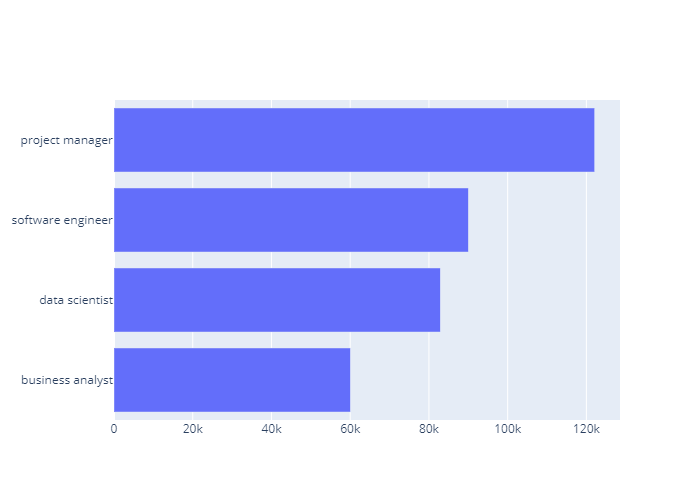 project manager
software engineer
data scientist
business analyst
0 20k 40k 60k 80k 100k 120k